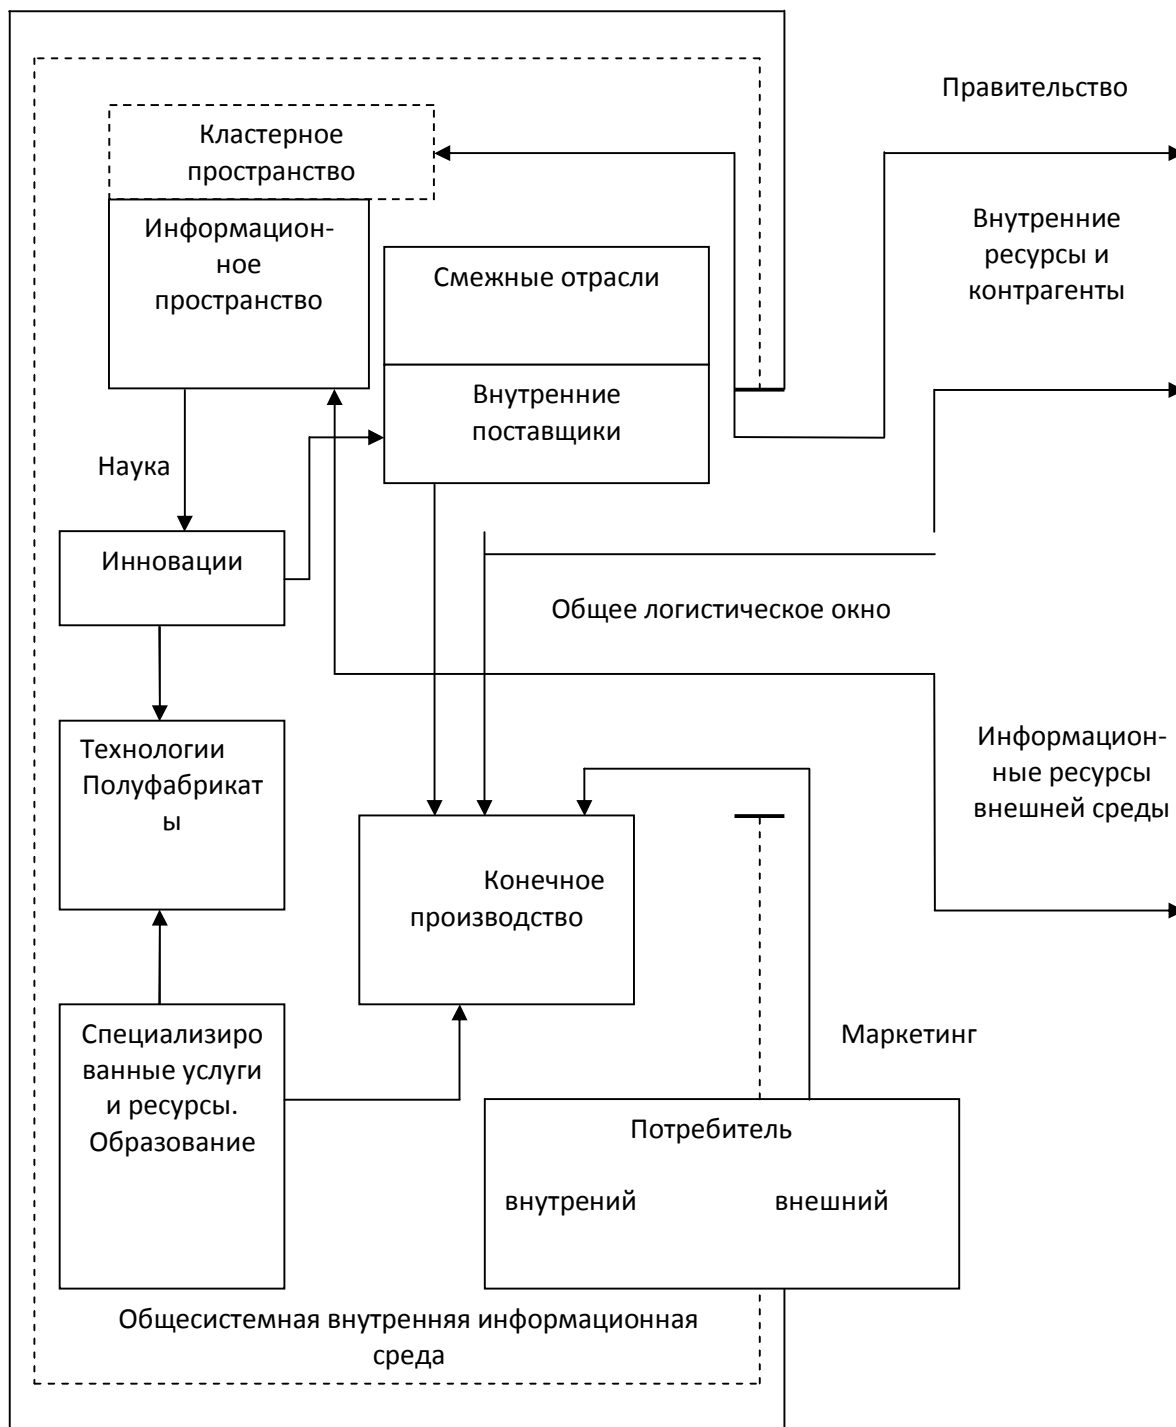 Правительство
Кластерное
пространство
Информацион-
ное
пространство
Внутренние
ресурсы и
контрагенты
Смежные отрасли
Внутренние
поставщики
Наука
Инновации
Общее логистическое окно
Технологии
Полуфабрикат
ы
Информацион-
ные ресурсы
внешней среды
Конечное
производство
Специализиро
ванные услуги
и ресурсы.
Образование
Маркетинг
Потребитель
внутрений
внешний
Общесистемная внутренняя информационная
среда